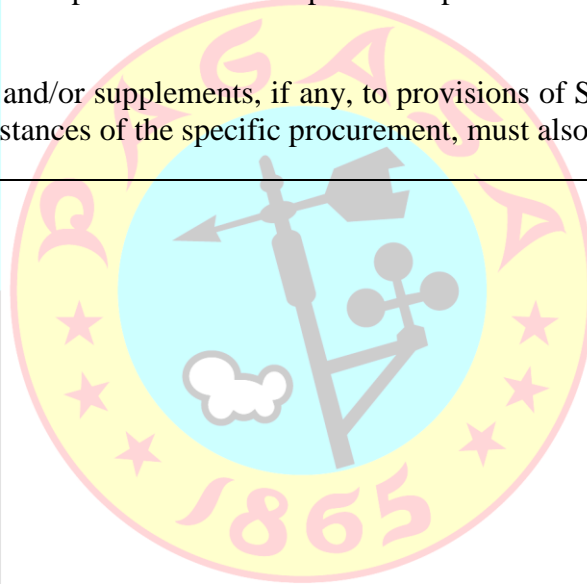 and/or supplements, if any, to provisions of S
stances of the specific procurement, must also
PAGASA
1865